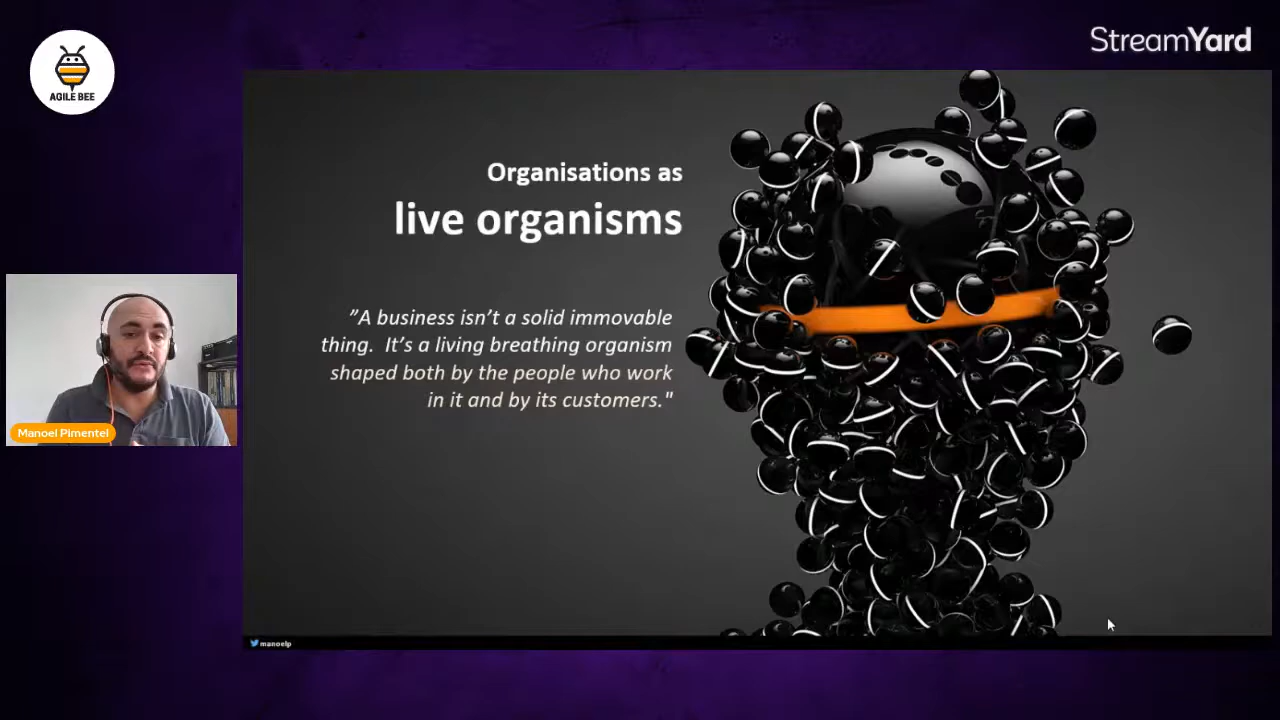 AGILE BEE
StreamYard
Organisations as
live organisms
"A business isn't a solid immovable
thing.  It's a living breathing organism
shaped both by the people who work
in it and by its customers."
Manoel Pimentel
manoelp